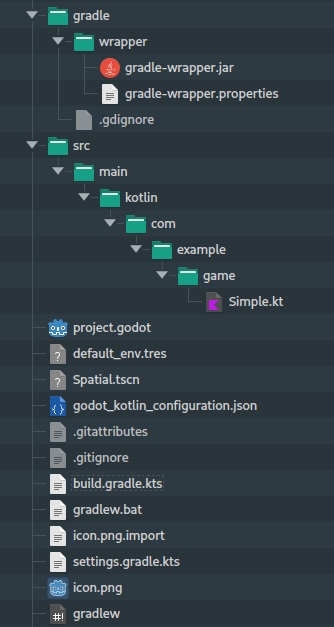 gradle
wrapper
gradle-wrapper.jar
gradle-wrapper.properties
.gdignore
src
main
kotlin
com
example
game
Simple.kt
project.godot
default_env.tres
Spatial.tscn
godot_kotlin_configuration.json
.gitattributes
.gitignore
build.gradle.kts
gradlew.bat
icon.png.import
settings.gradle.kts
icon.png
gradlew